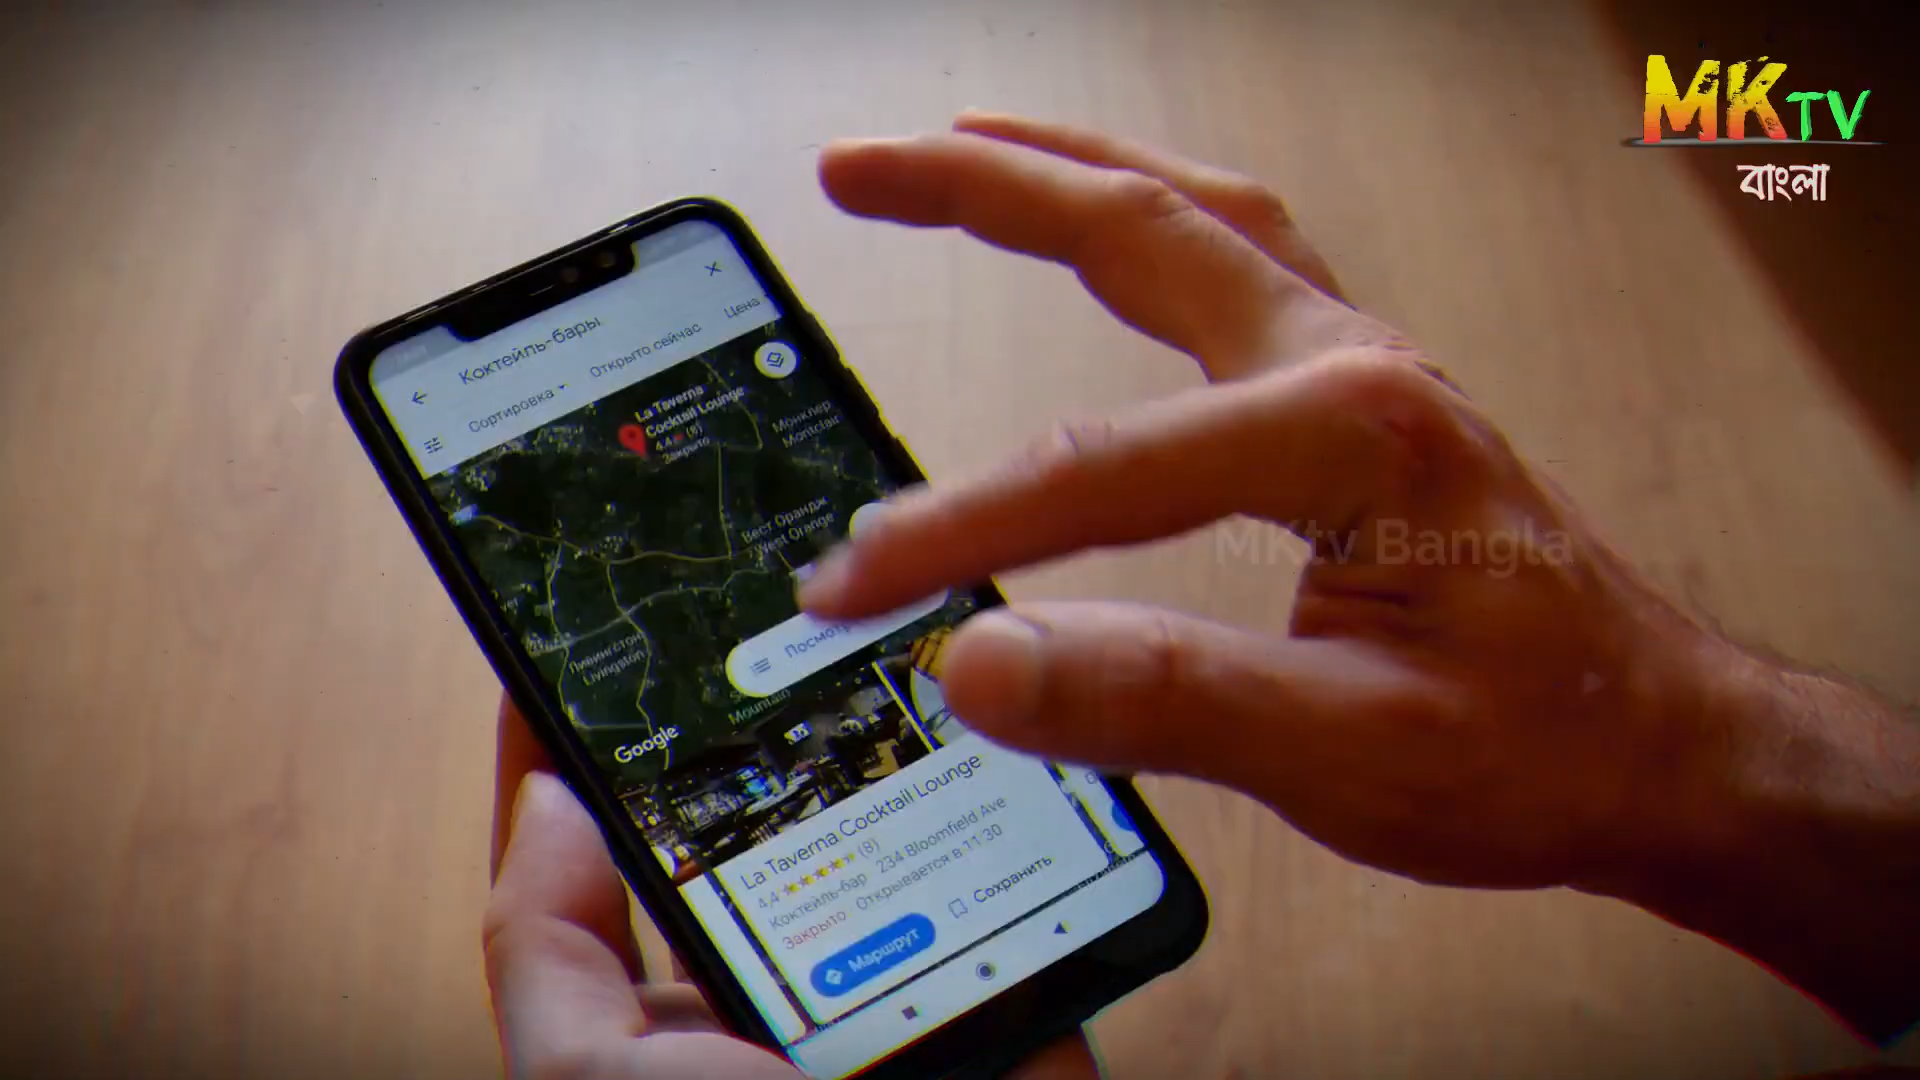 MKTV
বাংলা
Коктейль-бары
Сортировка
Открыто сейчас
Цена
La Taverna
Cocktail Lounge
4,4 (8)
Закрыто
Монклер
Montclair
Вест Орандж
West Orange
MKtv Bangla
Ливингстон
Livingston
Mountain
Google
La Taverna Cocktail Lounge
4,4 (8)
Коктейль-бар · 234 Bloomfield Ave
Закрыто · Открывается в 11:30
Маршрут
Сохранить